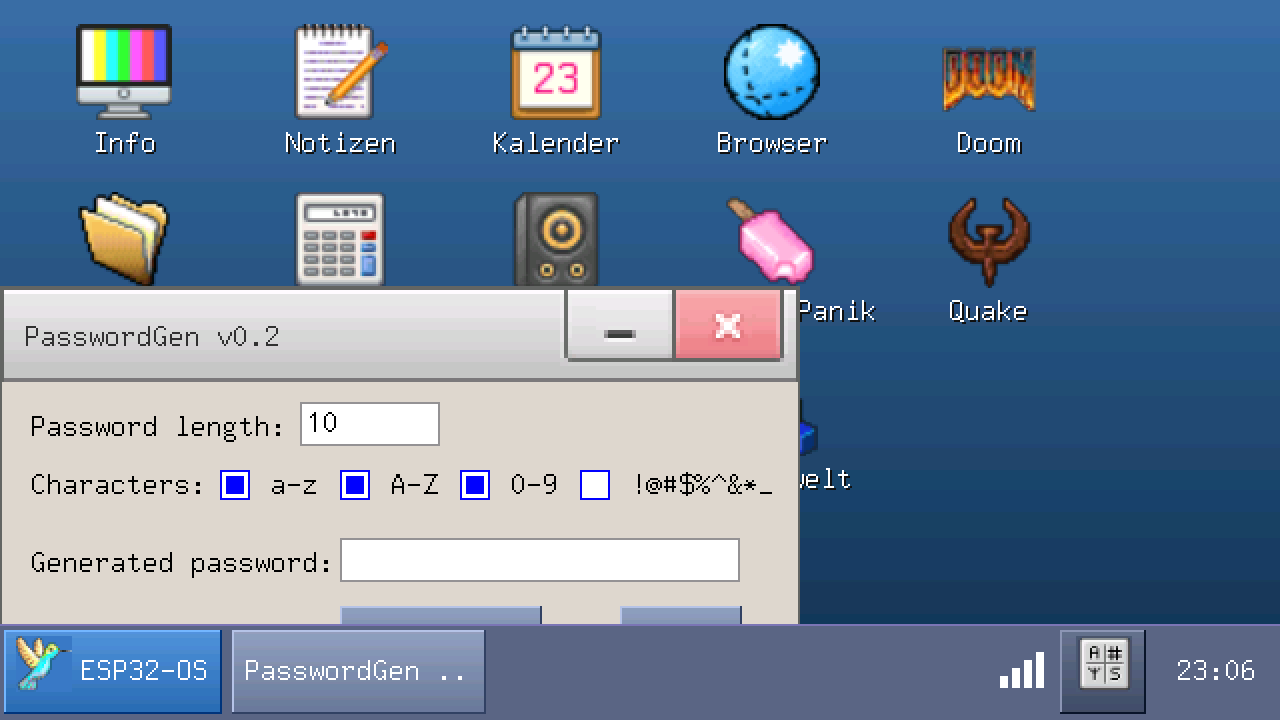 Info
Notizen
Kalender
23
Browser
DOOM
Doom
Panik
Quake
welt
PasswordGen v0.2
Password length: 10
Characters: a-z A-Z 0-9 !@#$%^&*_
Generated password:
ESP32-OS
PasswordGen ..
A#
YS
23:06